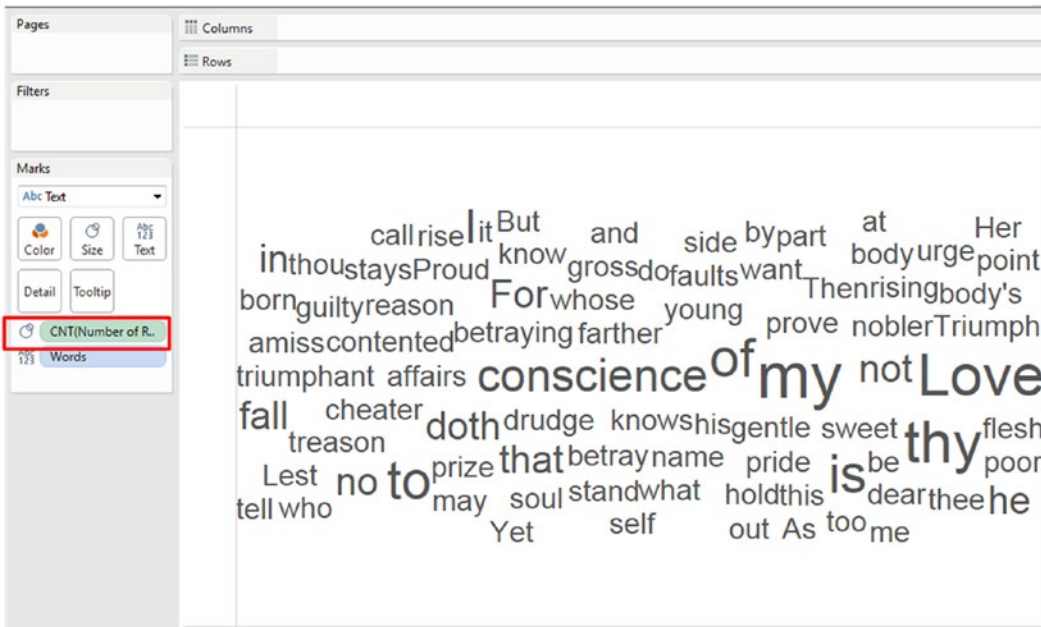 Pages
Columns
Rows
Filters
Marks
Abc Text
Color Size Abc 123 Text
Detail Tooltip
CNT(Number of R..
Abc 123 Words
call rise I it But and side by part at Her
in thou stays Proud know gross do faults want body urge point
born guilty reason For whose young Then rising body's
amiss contented betraying farther prove nobler Triumph
triumphant affairs conscience of my not Love
fall cheater doth drudge knows his gentle sweet thy flesh
treason
Lest no to prize that betray name pride is be poor
tell who may soul stand what hold this dear thee he
Yet self out As too me